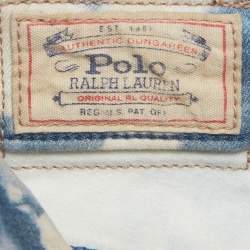 EST. 1967
AUTHENTIC DUNGAREES
Polo
RALPH LAUREN
ORIGINAL RL QUALITY
REG. U.S. PAT. OFF.